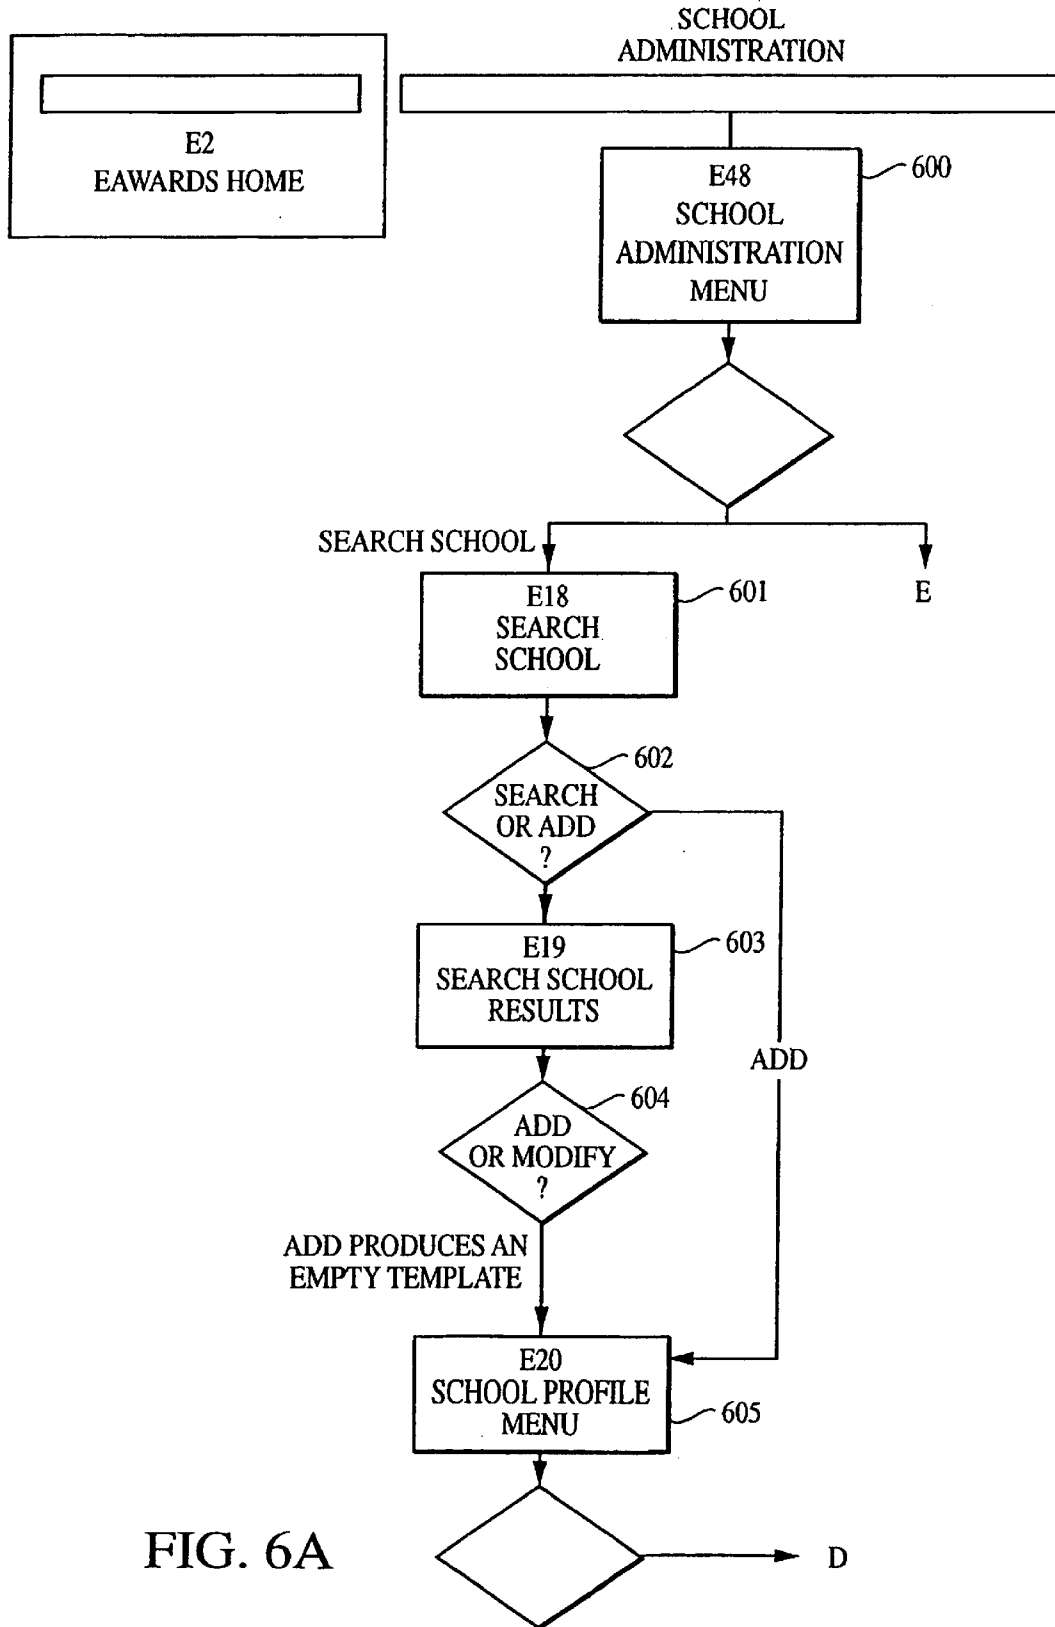 SCHOOL
ADMINISTRATION
E2
EAWARDS HOME
E48
SCHOOL
ADMINISTRATION
MENU
600
SEARCH SCHOOL
E
E18
SEARCH
SCHOOL
601
602
SEARCH
OR ADD
?
E19
SEARCH SCHOOL
RESULTS
603
ADD
604
ADD
OR MODIFY
?
ADD PRODUCES AN
EMPTY TEMPLATE
E20
SCHOOL PROFILE
MENU
605
FIG. 6A
D